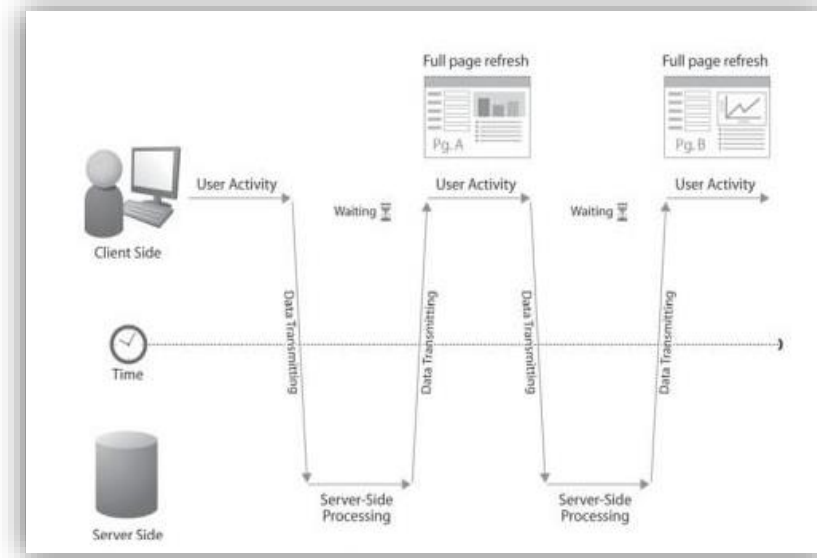 Full page refresh
Full page refresh
Pg. A
Pg. B
User Activity
User Activity
User Activity
Waiting
Waiting
Client Side
Data Transmitting
Data Transmitting
Data Transmitting
Data Transmitting
Time
Server-Side
Processing
Server-Side
Processing
Server Side